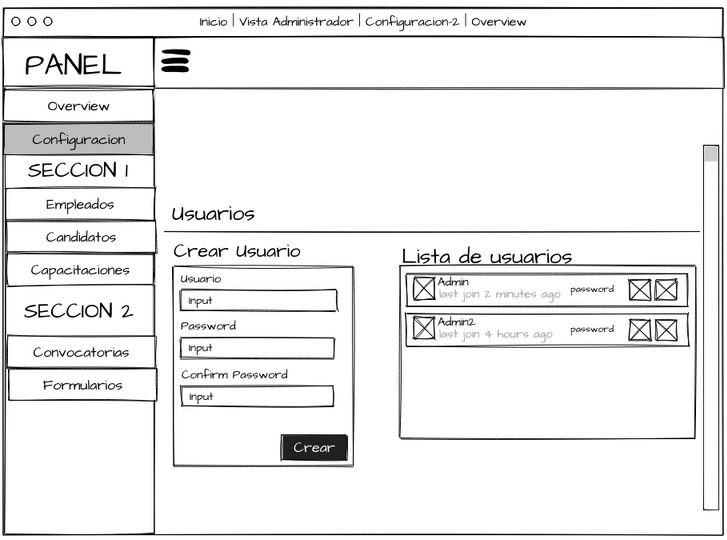 Inicio | Vista Administrador | Configuracion-2 | Overview
PANEL
Overview
Configuracion
SECCION 1
Empleados
Candidatos
Capacitaciones
SECCION 2
Convocatorias
Formularios
Usuarios
Crear Usuario
Usuario
Input
Password
Input
Confirm Password
Input
Crear
Lista de usuarios
Admin
last join 2 minutes ago
password
Admin2
last join 4 hours ago
password